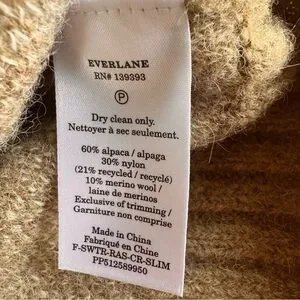 EVERLANE
RN# 139393
P
Dry clean only.
Nettoyer à sec seulement.
60% alpaca / alpaga
30% nylon
(21% recycled / recyclé)
10% merino wool /
laine de merinos
Exclusive of trimming /
Garniture non comprise
Made in China
Fabriqué en Chine
F-SWTR-RAS-CR-SLIM
PP512589950